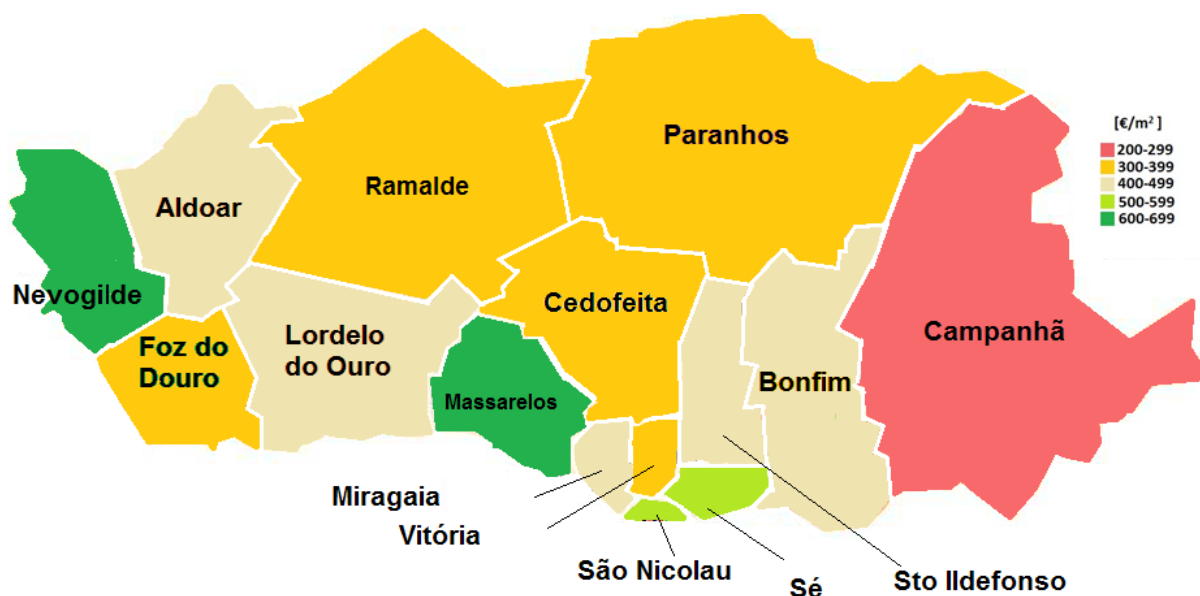 Paranhos
[€/m²]
200-299
300-399
400-499
500-599
600-699
Ramalde
Aldoar
Nevogilde
Cedofeita
Campanhã
Lordelo
do Ouro
Foz do
Douro
Bonfim
Massarelos
Miragaia
Vitória
São Nicolau
Sé
Sto Ildefonso